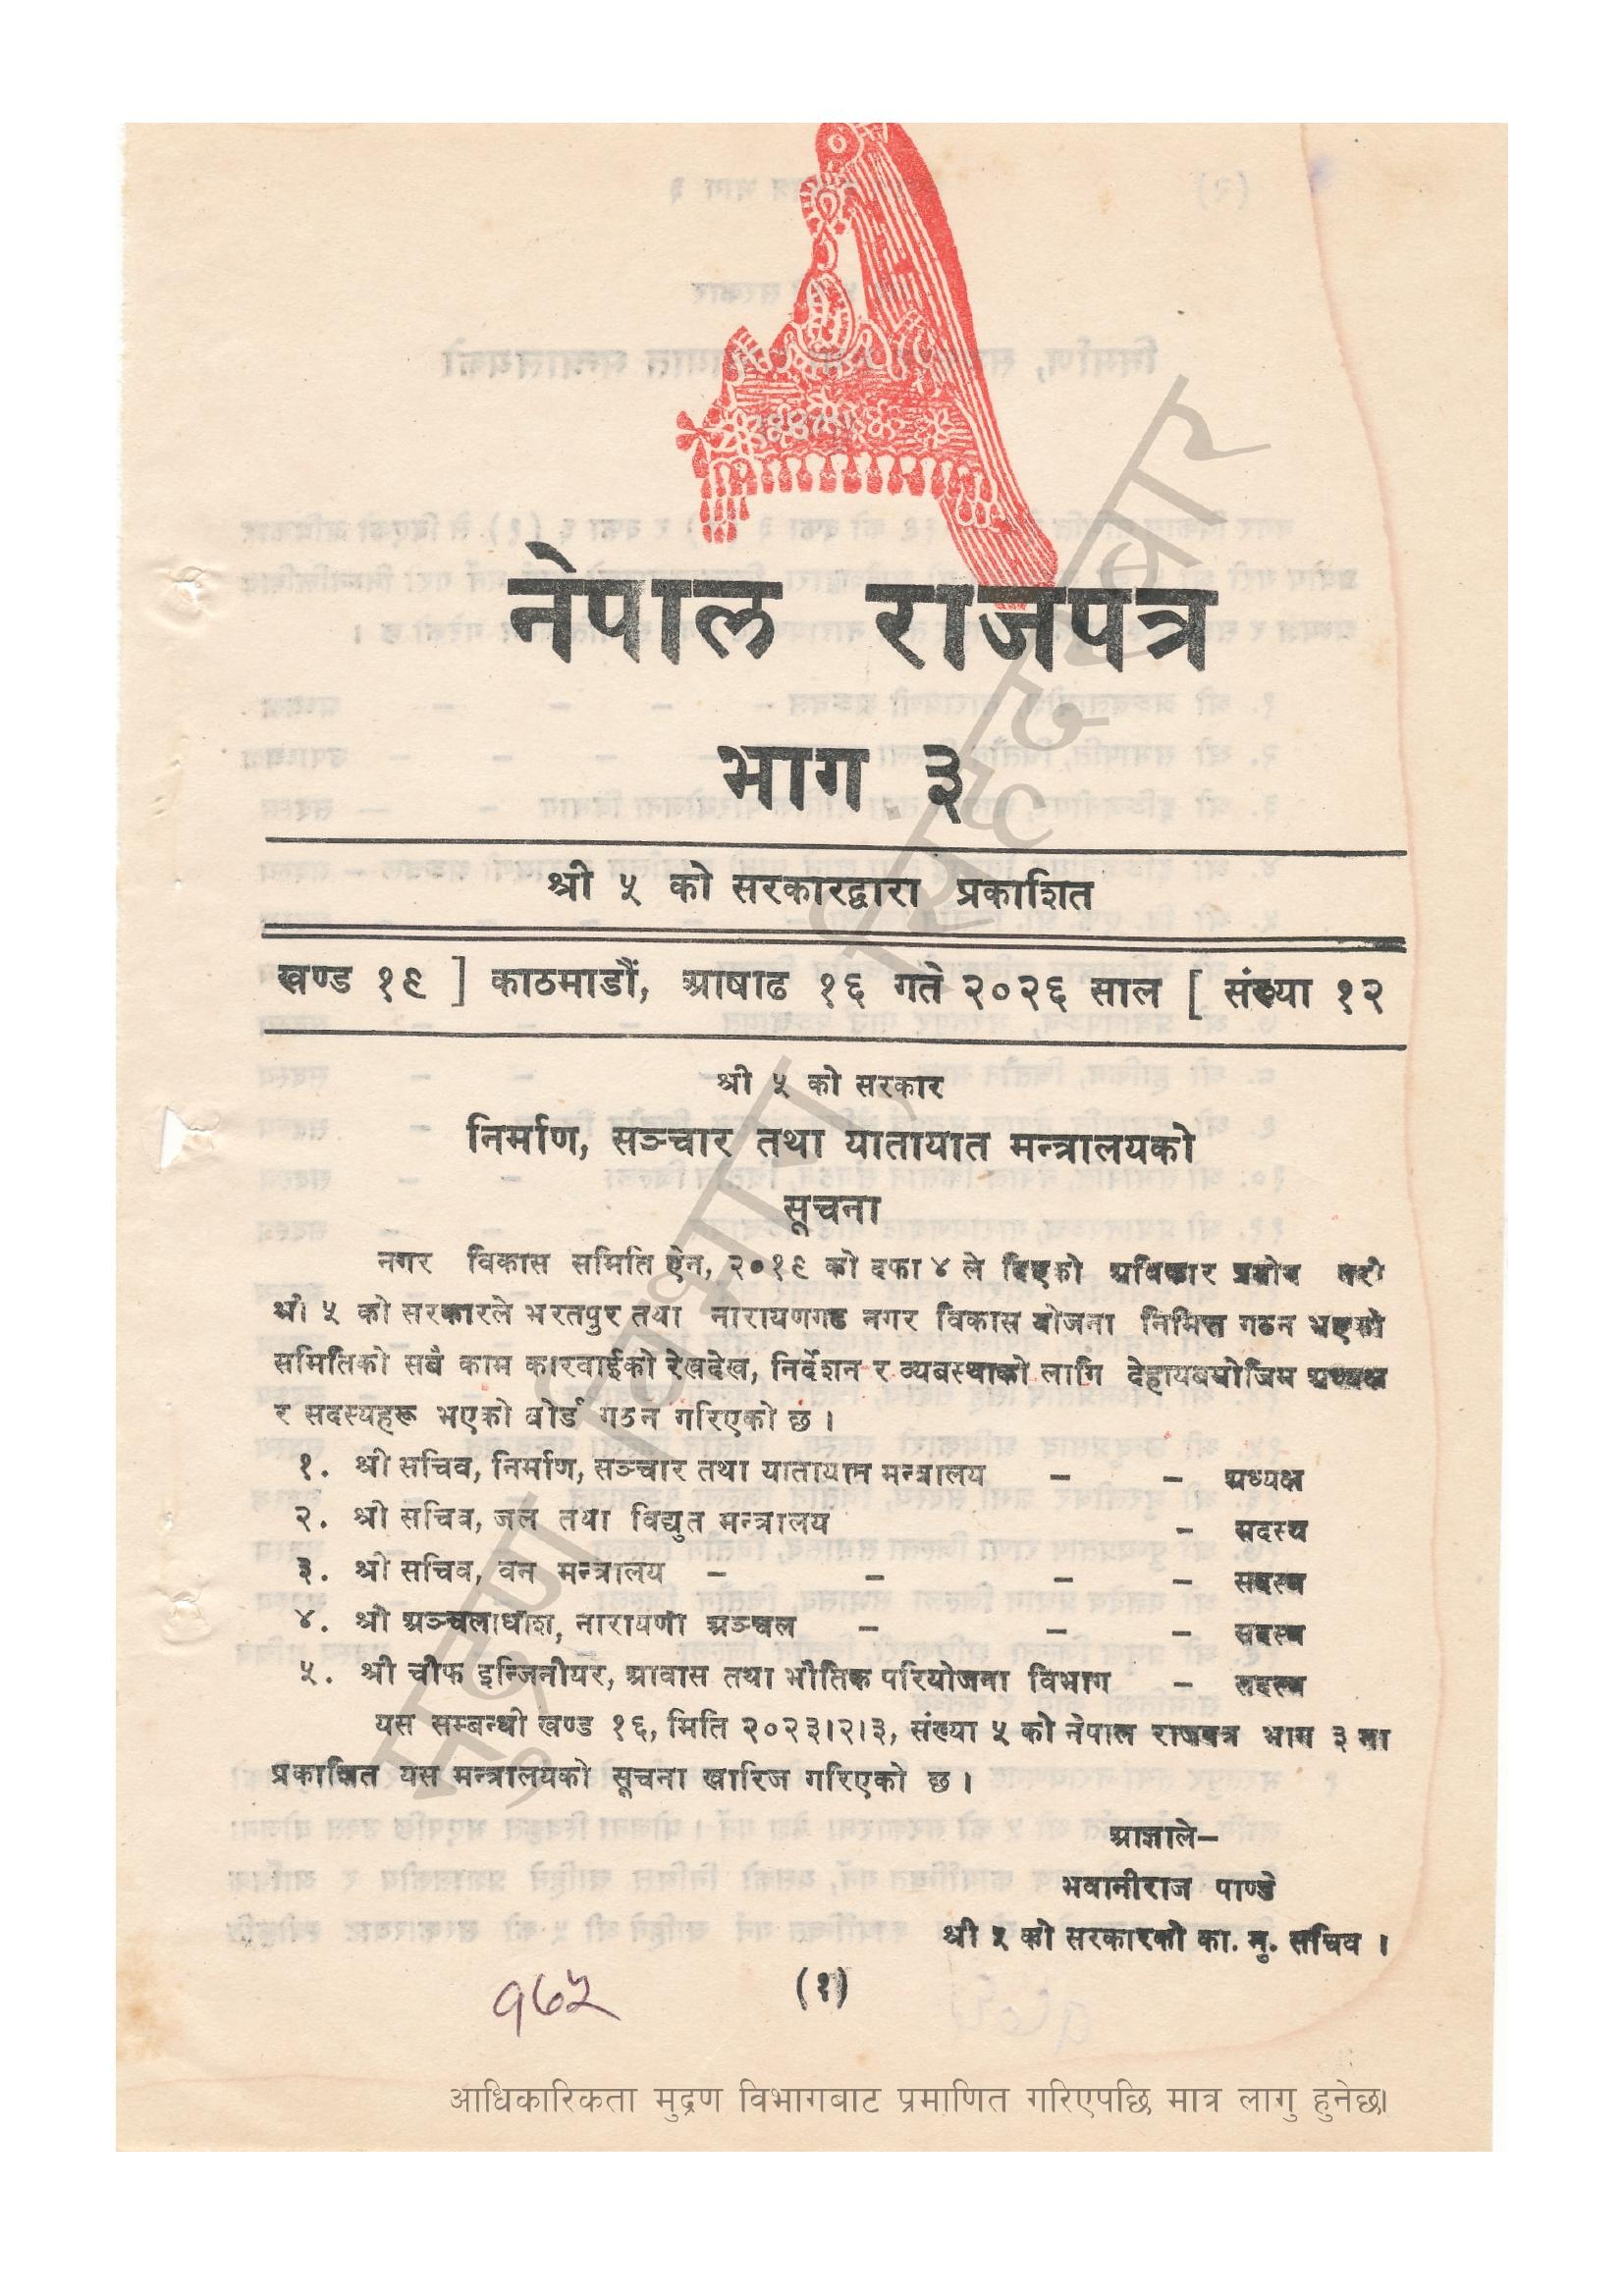 नेपाल राजपत्र
भाग ३
श्री ५ को सरकारद्वारा प्रकाशित
खण्ड १९ ] काठमाडौं, आषाढ १६ गते २०२६ साल [ संख्या १२
श्री ५ को सरकार
निर्माण, सञ्चार तथा यातायात मन्त्रालयको
सूचना
नगर विकास समिति ऐन, २०१९ को दफा ४ ले दिएको अधिकार प्रयोग गरी
श्री ५ को सरकारले भरतपुर तथा नारायणगढ नगर विकास योजना निमित्त गठन भएको
समितिको सबै काम कारवाईको रेखदेख, निर्देशन र व्यवस्थाको लागि देहायबमोजिम अध्यक्ष
र सदस्यहरू भएको बोर्ड गठन गरिएको छ ।
१. श्री सचिव, निर्माण, सञ्चार तथा यातायात मन्त्रालय – – अध्यक्ष
२. श्री सचिव, जल तथा विद्युत मन्त्रालय – सदस्य
३. श्री सचिव, वन मन्त्रालय – – – – सदस्य
४. श्री अञ्चलाधीश, नारायणी अञ्चल – – – सदस्य
५. श्री चीफ इन्जिनीयर, आवास तथा भौतिक परियोजना विभाग – सदस्य
यस सम्बन्धी खण्ड १६, मिति २०२३।२।३, संख्या ५ को नेपाल राजपत्र भाग ३ मा
प्रकाशित यस मन्त्रालयको सूचना खारिज गरिएको छ ।
आज्ञाले–
भवानीराज पाण्डे
श्री ५ को सरकारको का. मु. सचिव ।
(१)
१७५
मुद्रण विभाग, सिंहदरबार
आधिकारिकता मुद्रण विभागबाट प्रमाणित गरिएपछि मात्र लागु हुनेछ।